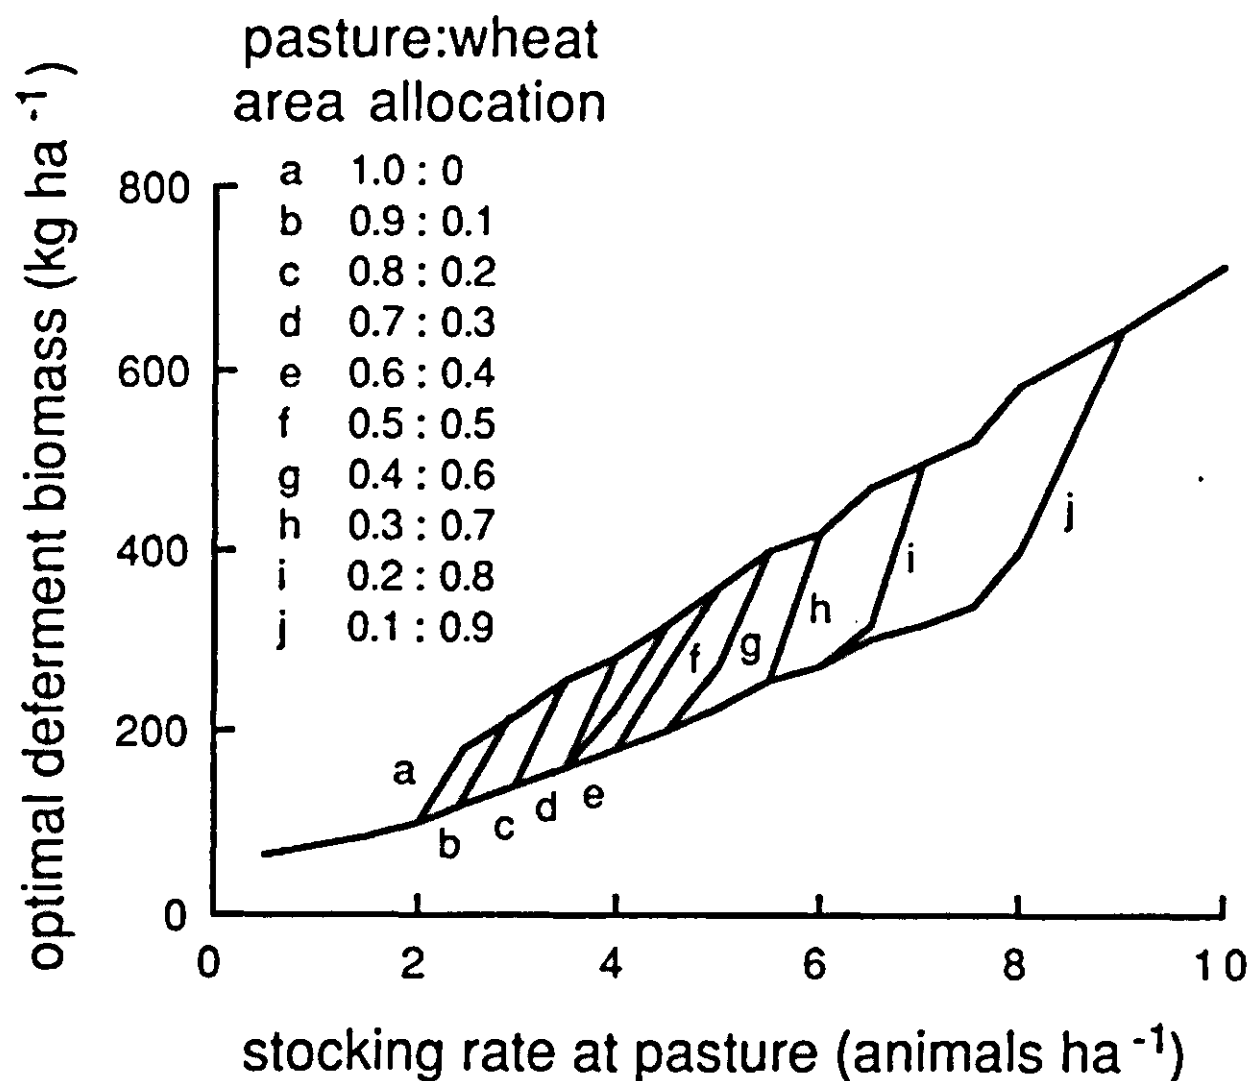 pasture:wheat
area allocation
a 1.0 : 0
b 0.9 : 0.1
c 0.8 : 0.2
d 0.7 : 0.3
e 0.6 : 0.4
f 0.5 : 0.5
g 0.4 : 0.6
h 0.3 : 0.7
i 0.2 : 0.8
j 0.1 : 0.9
optimal deferment biomass (kg ha -1)
800
600
400
200
0
a
b
c
d
e
f
g
h
i
j
0 2 4 6 8 10
stocking rate at pasture (animals ha -1)